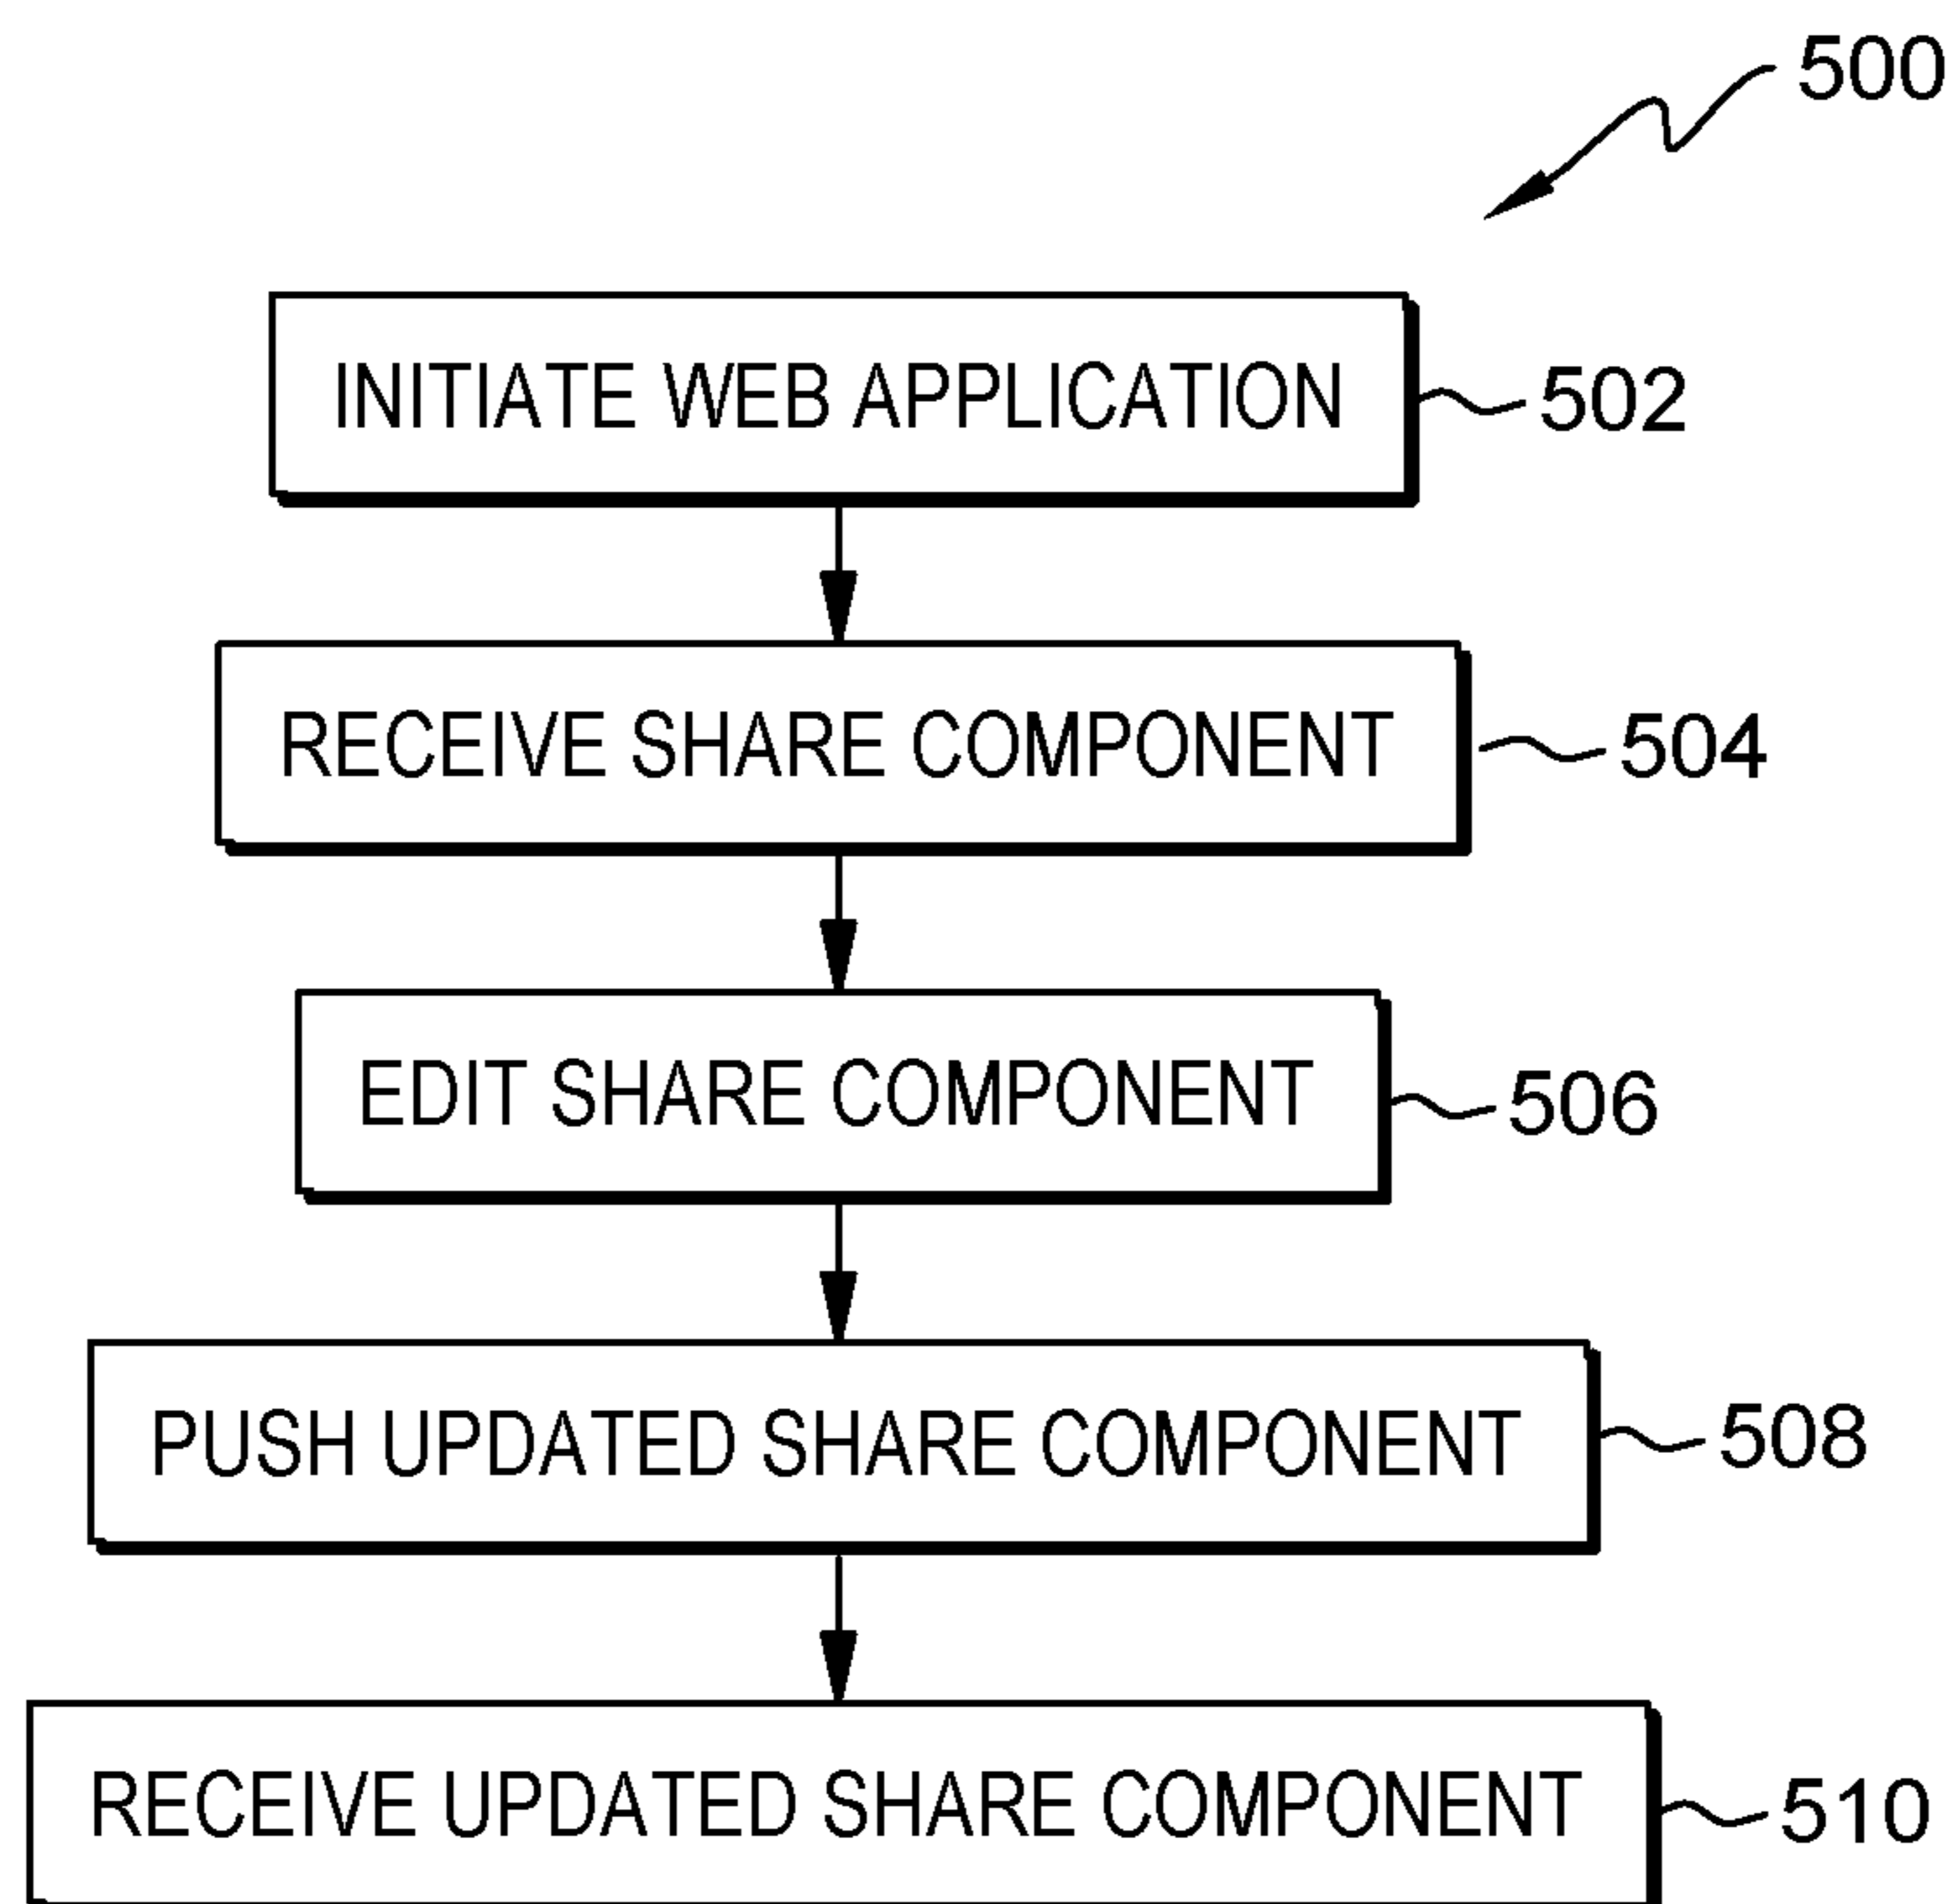 500
INITIATE WEB APPLICATION 502
RECEIVE SHARE COMPONENT 504
EDIT SHARE COMPONENT 506
PUSH UPDATED SHARE COMPONENT 508
RECEIVE UPDATED SHARE COMPONENT 510